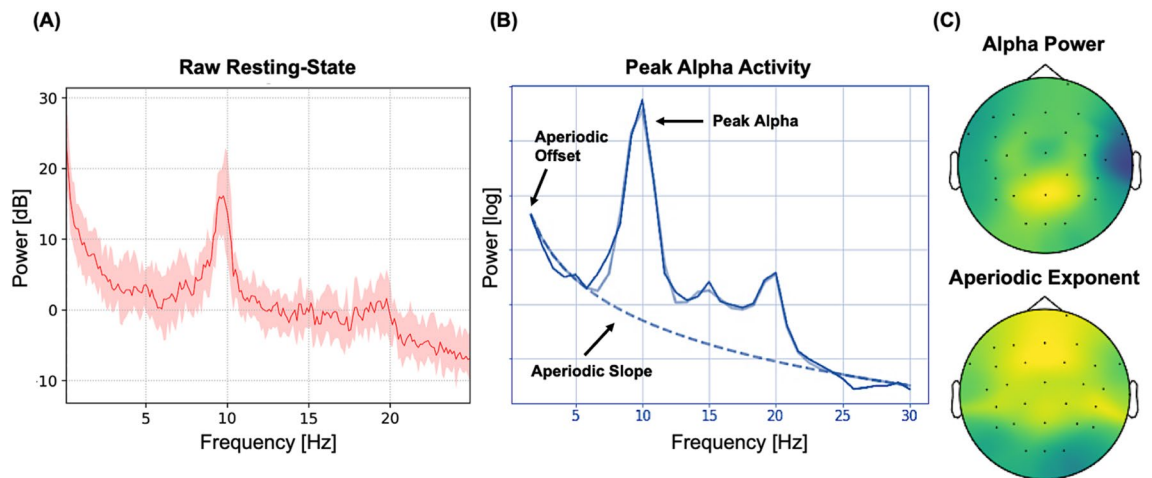 (A)
Raw Resting-State
30
20
10
0
-10
Power [dB]
5
10
15
20
Frequency [Hz]
(B)
Peak Alpha Activity
Aperiodic
Offset
Peak Alpha
Aperiodic Slope
Power [log]
5
10
15
20
25
30
Frequency [Hz]
(C)
Alpha Power
Aperiodic Exponent